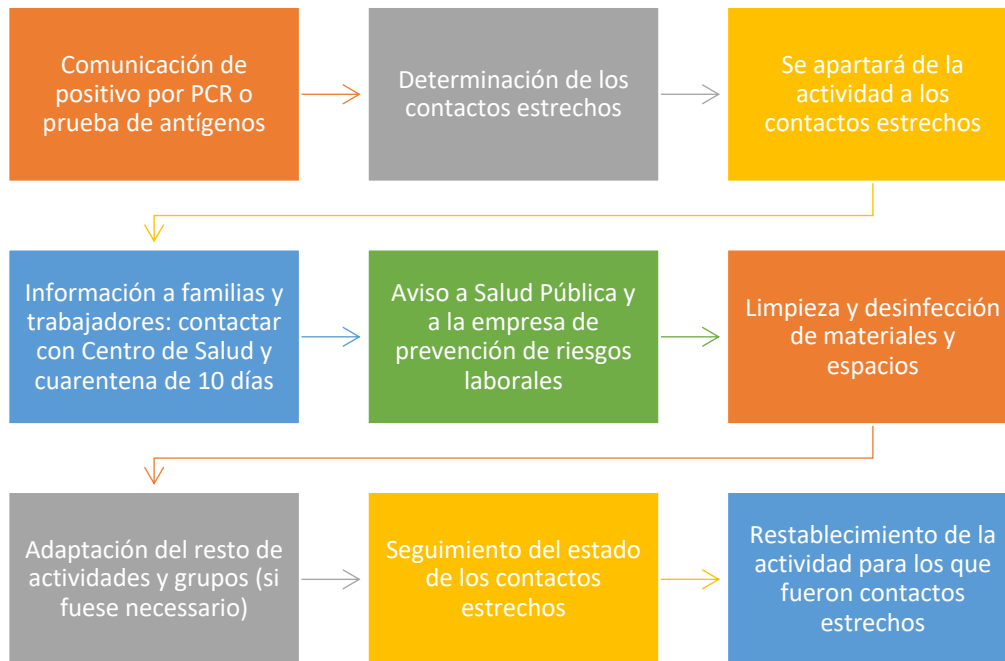 Comunicación de
positivo por PCR o
prueba de antígenos
Determinación de los
contactos estrechos
Se apartará de la
actividad a los
contactos estrechos
Información a familias y
trabajadores: contactar
con Centro de Salud y
cuarentena de 10 días
Aviso a Salud Pública y
a la empresa de
prevención de riesgos
laborales
Limpieza y desinfección
de materiales y
espacios
Adaptación del resto de
actividades y grupos (si
fuese necessario)
Seguimiento del estado
de los contactos
estrechos
Restablecimiento de la
actividad para los que
fueron contactos
estrechos